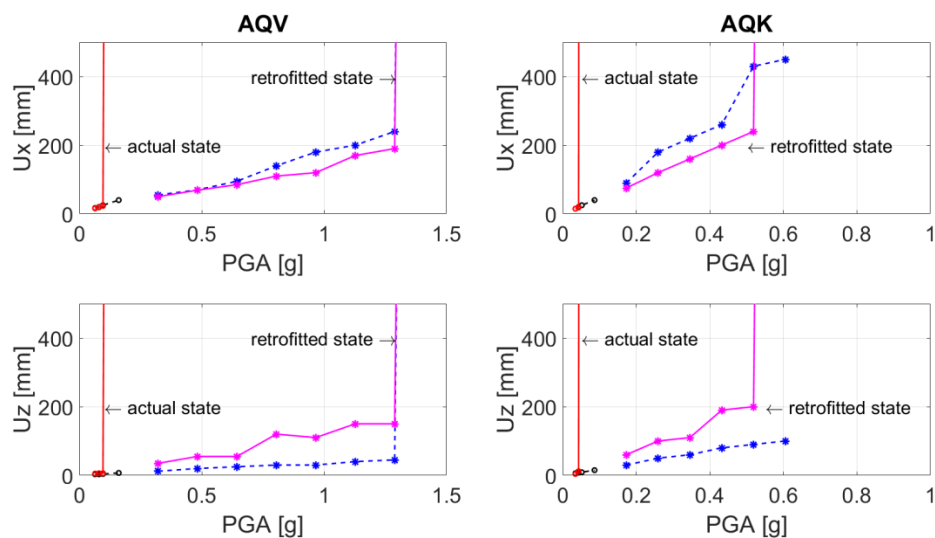 AQV
Ux [mm]
400
200
0
retrofitted state →
← actual state
0 0.5 1 1.5
PGA [g]
AQK
Ux [mm]
400
200
0
← actual state
← retrofitted state
0 0.2 0.4 0.6 0.8 1
PGA [g]
Uz [mm]
400
200
0
retrofitted state →
← actual state
0 0.5 1 1.5
PGA [g]
Uz [mm]
400
200
0
← actual state
← retrofitted state
0 0.2 0.4 0.6 0.8 1
PGA [g]